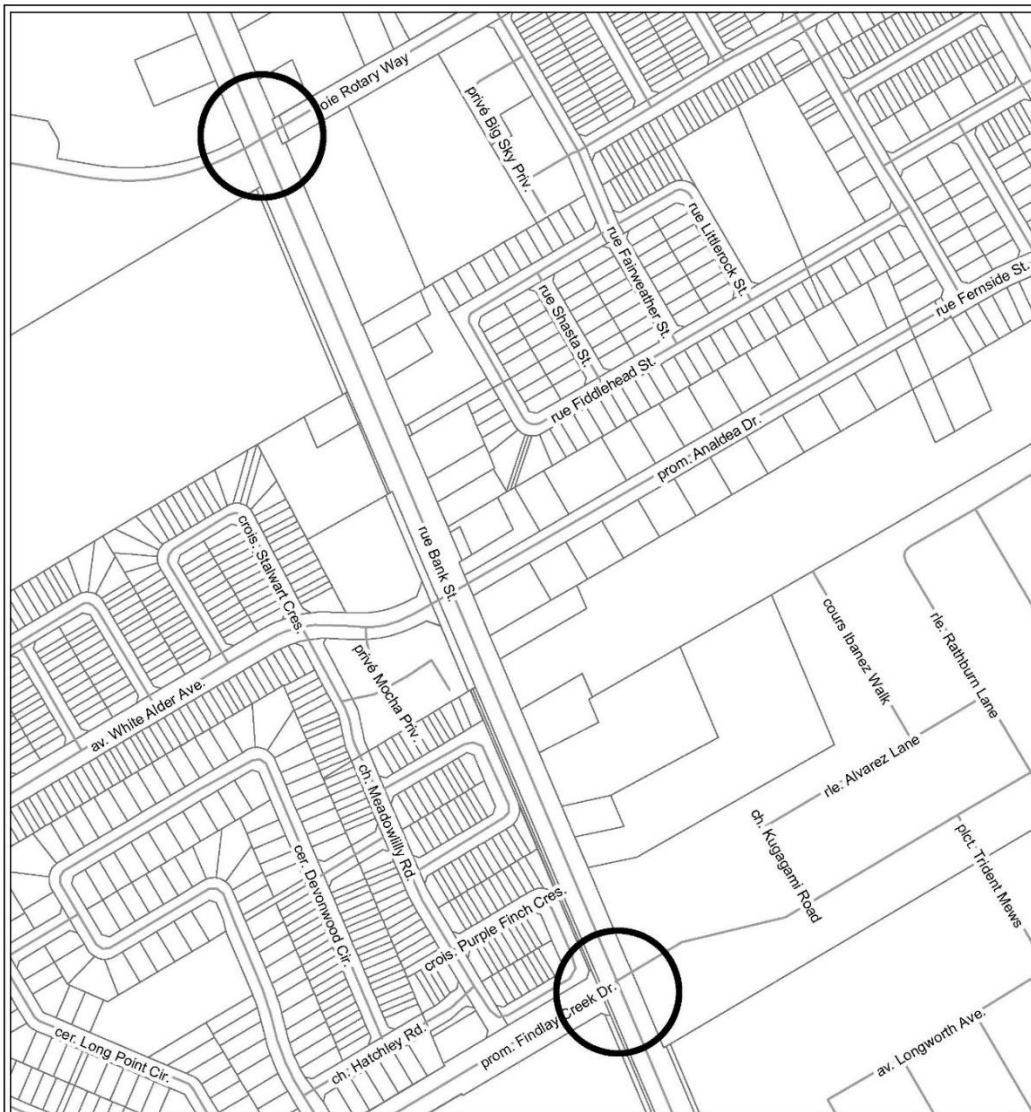 oie Rotary Way
privé Big Sky Priv.
rue Littlerock St.
rue Fairweather St.
rue Shasta St.
rue Fernside St.
rue Fiddlehead St.
prom. Analdea Dr.
rue Bank St.
crois. Stalwart Cres.
cours Ibanez Walk
rle. Rathburn Lane
privé Mocha Priv.
av. White Alder Ave.
rle. Alvarez Lane
ch. Meadowlilly Rd.
ch. Kugagami Road
plct. Trident Mews
cer. Devonwood Cir.
crois. Purple Finch Cres.
prom. Findlay Creek Dr.
ch. Hatchley Rd.
cer. Long Point Cir.
av. Longworth Ave.